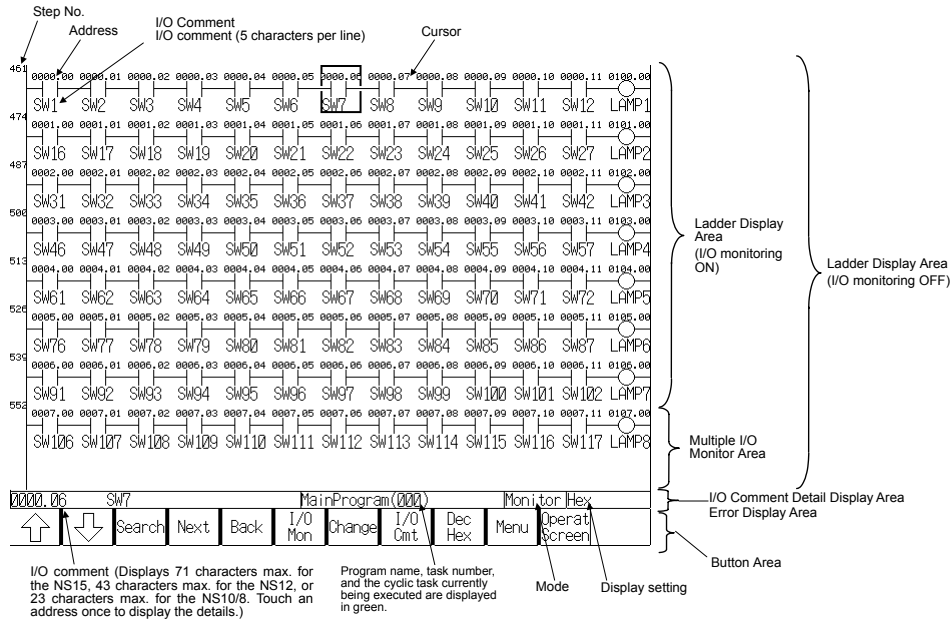 Step No.
Address
I/O Comment
I/O comment (5 characters per line)
Cursor
461
0000.00 0000.01 0000.02 0000.03 0000.04 0000.05 0000.06 0000.07 0000.08 0000.09 0000.10 0000.11 0100.00
SW1 SW2 SW3 SW4 SW5 SW6 SW7 SW8 SW9 SW10 SW11 SW12 LAMP1
474
0001.00 0001.01 0001.02 0001.03 0001.04 0001.05 0001.06 0001.07 0001.08 0001.09 0001.10 0001.11 0101.00
SW16 SW17 SW18 SW19 SW20 SW21 SW22 SW23 SW24 SW25 SW26 SW27 LAMP2
487
0002.00 0002.01 0002.02 0002.03 0002.04 0002.05 0002.06 0002.07 0002.08 0002.09 0002.10 0002.11 0102.00
SW31 SW32 SW33 SW34 SW35 SW36 SW37 SW38 SW39 SW40 SW41 SW42 LAMP3
500
0003.00 0003.01 0003.02 0003.03 0003.04 0003.05 0003.06 0003.07 0003.08 0003.09 0003.10 0003.11 0103.00
SW46 SW47 SW48 SW49 SW50 SW51 SW52 SW53 SW54 SW55 SW56 SW57 LAMP4
513
0004.00 0004.01 0004.02 0004.03 0004.04 0004.05 0004.06 0004.07 0004.08 0004.09 0004.10 0004.11 0104.00
SW61 SW62 SW63 SW64 SW65 SW66 SW67 SW68 SW69 SW70 SW71 SW72 LAMP5
526
0005.00 0005.01 0005.02 0005.03 0005.04 0005.05 0005.06 0005.07 0005.08 0005.09 0005.10 0005.11 0105.00
SW76 SW77 SW78 SW79 SW80 SW81 SW82 SW83 SW84 SW85 SW86 SW87 LAMP6
539
0006.00 0006.01 0006.02 0006.03 0006.04 0006.05 0006.06 0006.07 0006.08 0006.09 0006.10 0006.11 0106.00
SW91 SW92 SW93 SW94 SW95 SW96 SW97 SW98 SW99 SW100 SW101 SW102 LAMP7
552
0007.00 0007.01 0007.02 0007.03 0007.04 0007.05 0007.06 0007.07 0007.08 0007.09 0007.10 0007.11 0107.00
SW106 SW107 SW108 SW109 SW110 SW111 SW112 SW113 SW114 SW115 SW116 SW117 LAMP8
Ladder Display
Area
(I/O monitoring
ON)
Ladder Display Area
(I/O monitoring OFF)
Multiple I/O
Monitor Area
0000.06 SW7 MainProgram(000) Monitor Hex
I/O Comment Detail Display Area
Error Display Area
Search Next Back I/O Mon Change I/O Cmt Dec Hex Menu Operat Screen
Button Area
I/O comment (Displays 71 characters max. for
the NS15, 43 characters max. for the NS12, or
23 characters max. for the NS10/8. Touch an
address once to display the details.)
Program name, task number,
and the cyclic task currently
being executed are displayed
in green.
Mode
Display setting